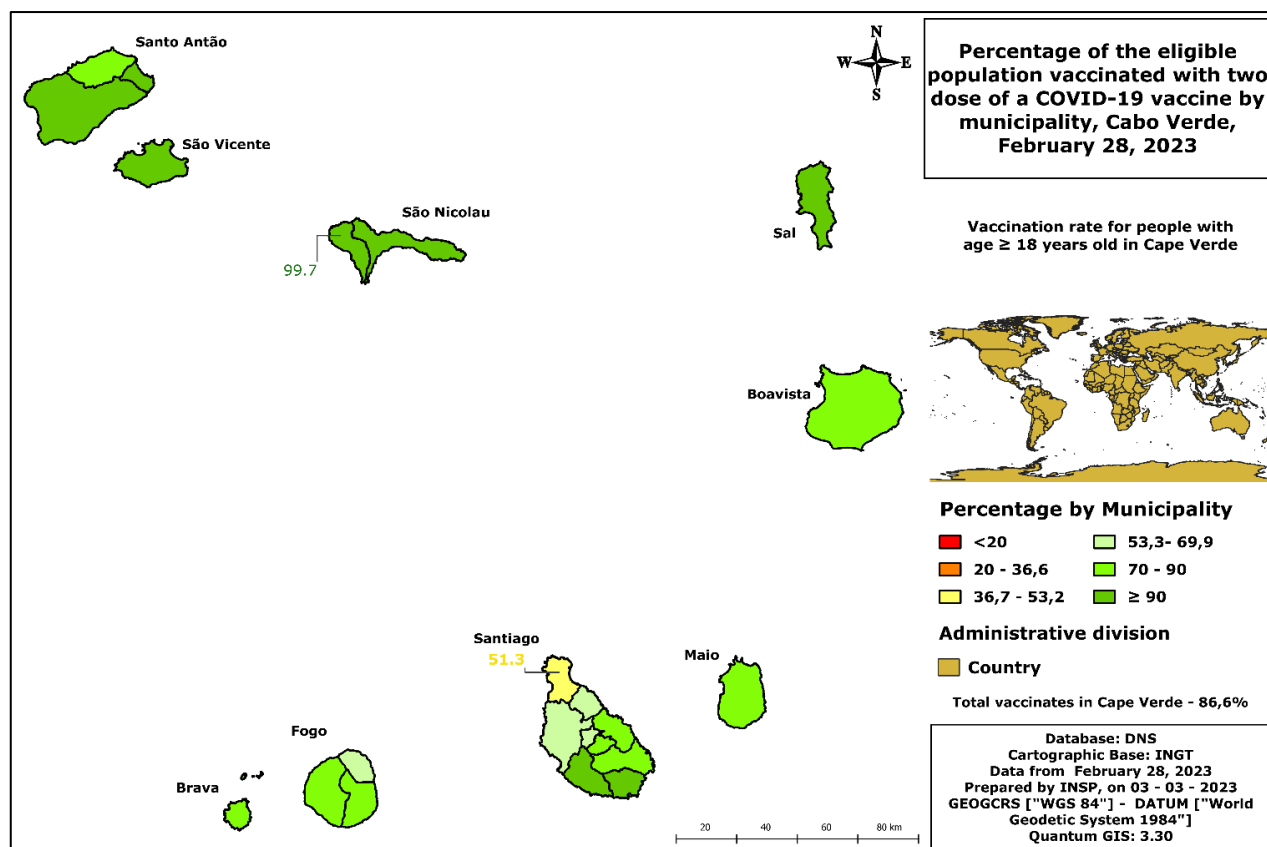 Santo Antão
São Vicente
São Nicolau
99.7
N
W E
S
Sal
Boavista
Santiago
51.3
Maio
Fogo
Brava
20 40 60 80 km
Percentage of the eligible
population vaccinated with two
dose of a COVID-19 vaccine by
municipality, Cabo Verde,
February 28, 2023
Vaccination rate for people with
age ≥ 18 years old in Cape Verde
Percentage by Municipality
<20
20 - 36,6
36,7 - 53,2
53,3- 69,9
70 - 90
≥ 90
Administrative division
Country
Total vaccinates in Cape Verde - 86,6%
Database: DNS
Cartographic Base: INGT
Data from February 28, 2023
Prepared by INSP, on 03 - 03 - 2023
GEOGCRS ["WGS 84"] - DATUM ["World
Geodetic System 1984"]
Quantum GIS: 3.30